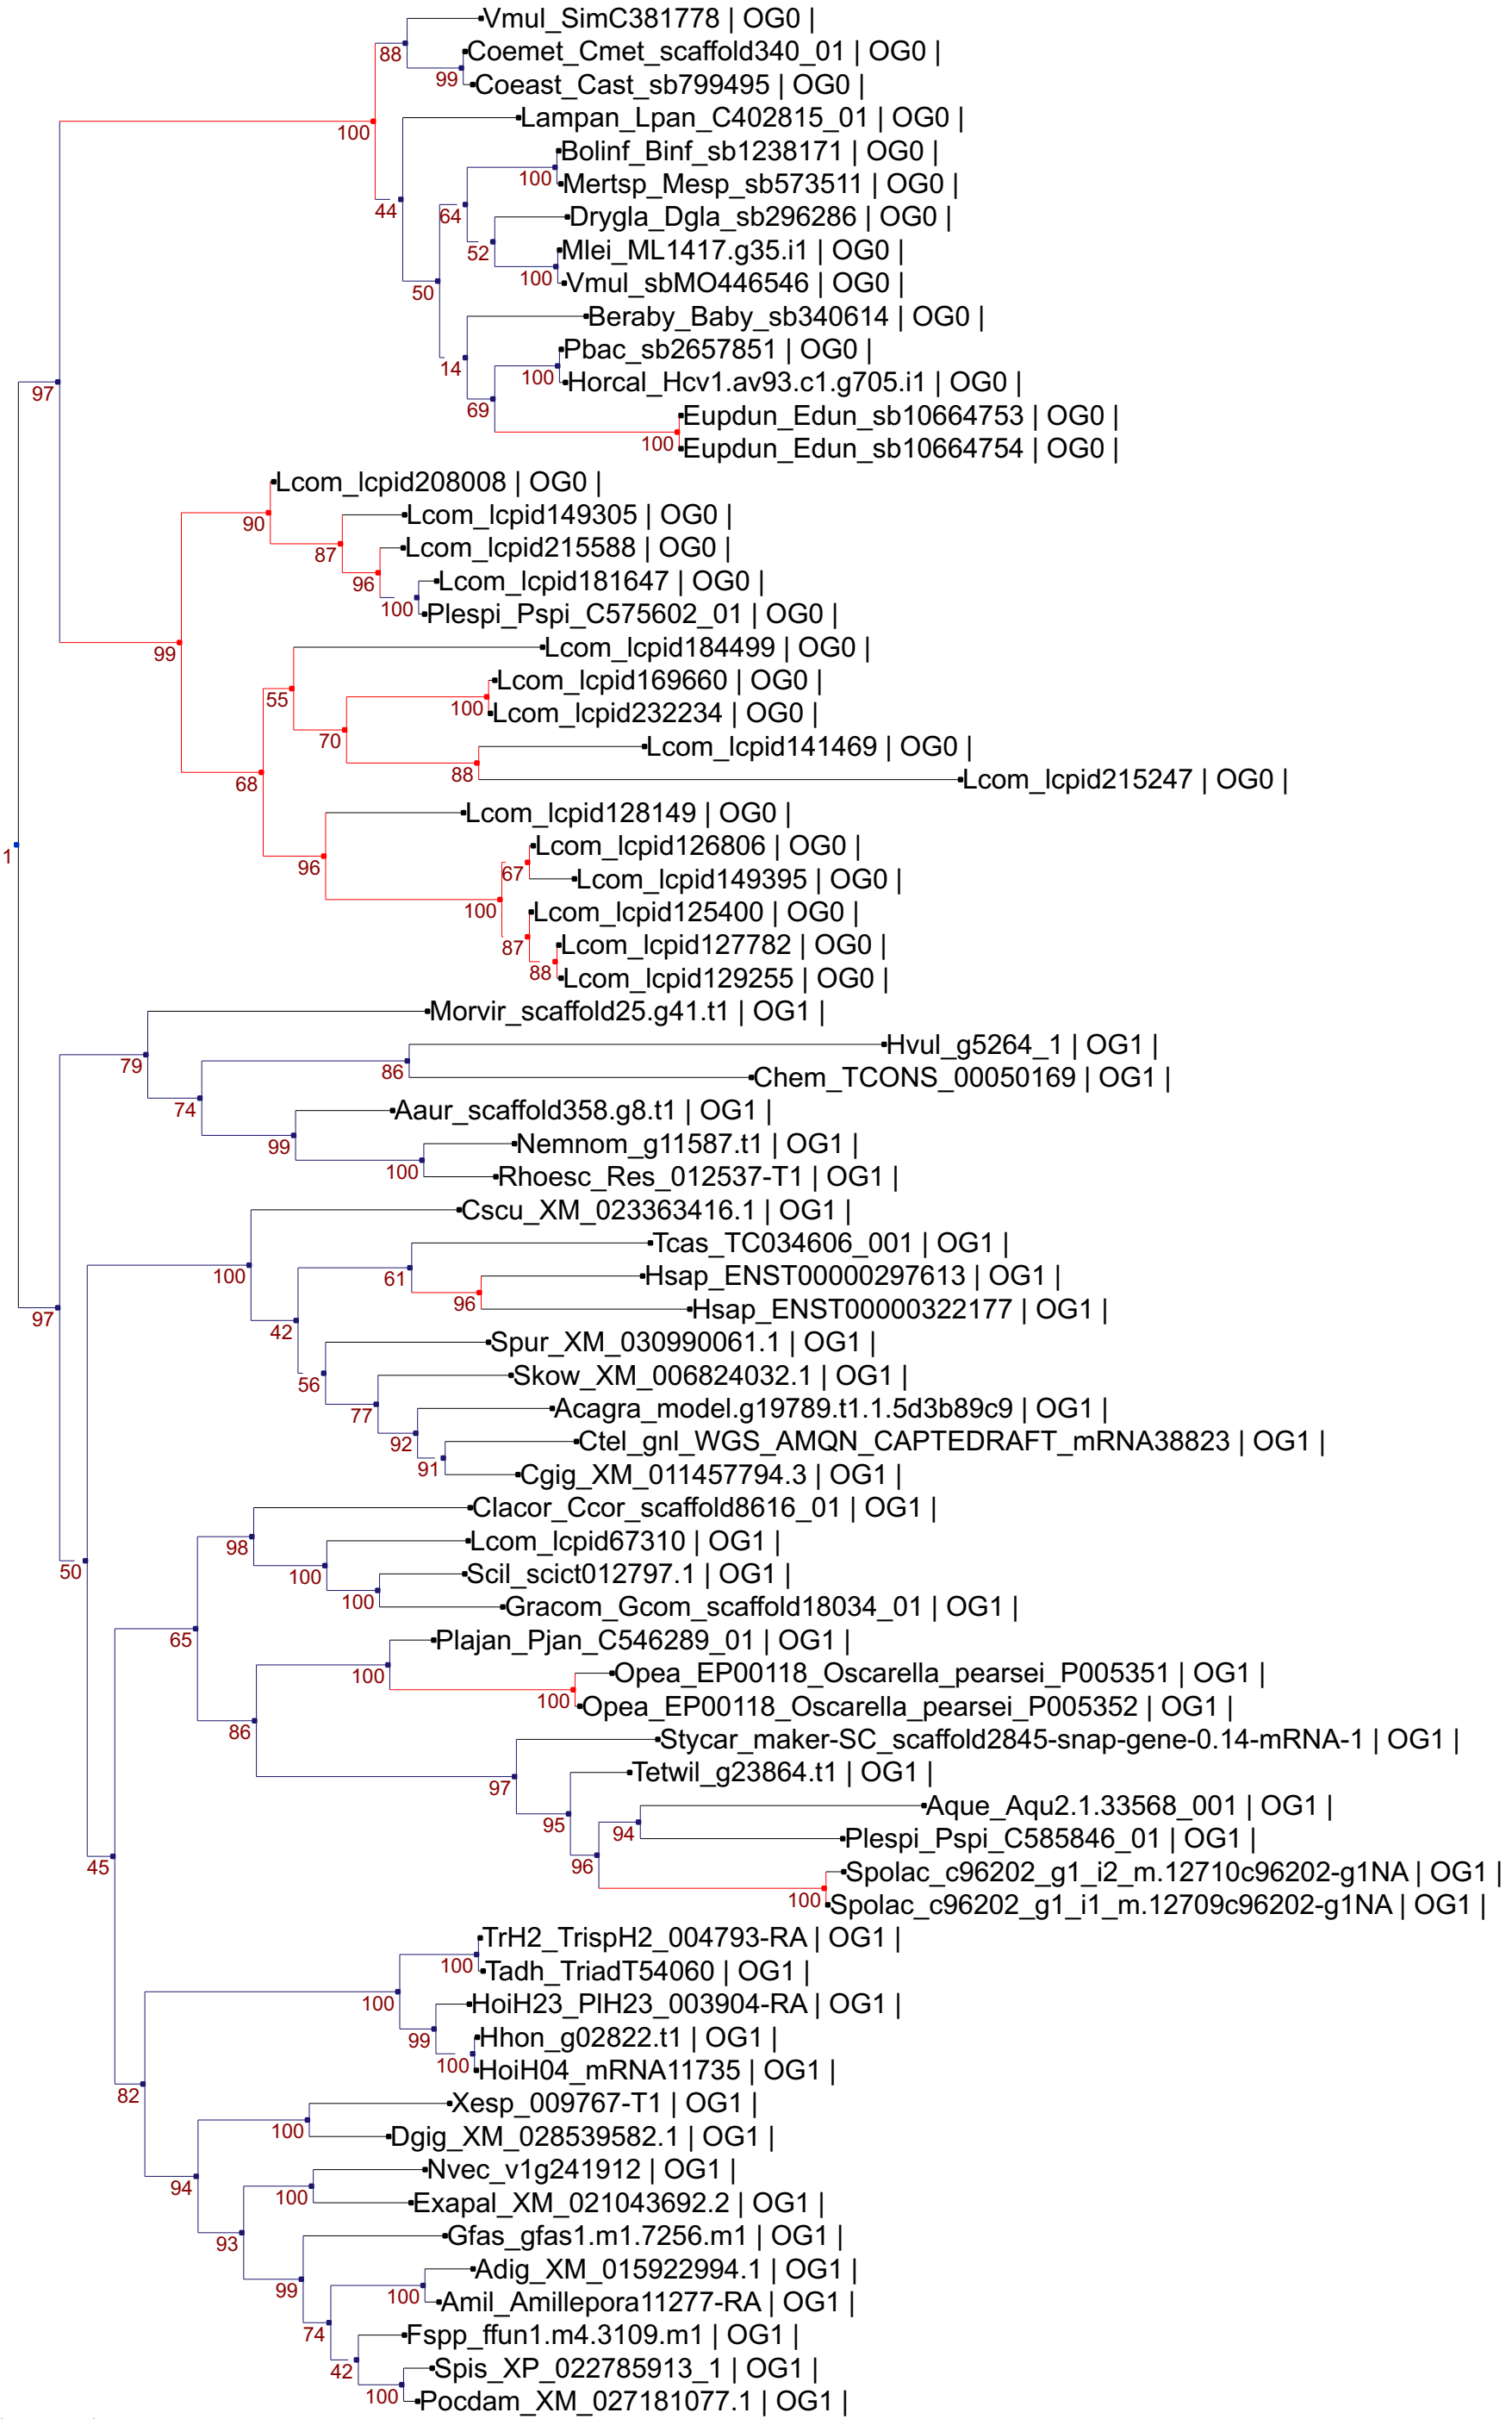 Vmul_SimC381778 | OG0 |
88
Coemet_Cmet_scaffold340_01 | OG0 |
99
Coeast_Cast_sb799495 | OG0 |
Lampan_Lpan_C402815_01 | OG0 |
100
Bolinf_Binf_sb1238171 | OG0 |
100
Mertsp_Mesp_sb573511 | OG0 |
44
64
Drygla_Dgla_sb296286 | OG0 |
52
Mlei_ML1417.g35.i1 | OG0 |
100
Vmul_sbMO446546 | OG0 |
50
Beraby_Baby_sb340614 | OG0 |
Pbac_sb2657851 | OG0 |
14
100
Horcal_Hcv1.av93.c1.g705.i1 | OG0 |
97
69
Eupdun_Edun_sb10664753 | OG0 |
100
Eupdun_Edun_sb10664754 | OG0 |
Lcom_lcpid208008 | OG0 |
90
Lcom_lcpid149305 | OG0 |
87
Lcom_lcpid215588 | OG0 |
96
Lcom_lcpid181647 | OG0 |
100
Plespi_Pspi_C575602_01 | OG0 |
99
Lcom_lcpid184499 | OG0 |
55
Lcom_lcpid169660 | OG0 |
100
Lcom_lcpid232234 | OG0 |
70
Lcom_lcpid141469 | OG0 |
88
Lcom_lcpid215247 | OG0 |
68
Lcom_lcpid128149 | OG0 |
Lcom_lcpid126806 | OG0 |
1
96
67
Lcom_lcpid149395 | OG0 |
100
Lcom_lcpid125400 | OG0 |
87
Lcom_lcpid127782 | OG0 |
88
Lcom_lcpid129255 | OG0 |
Morvir_scaffold25.g41.t1 | OG1 |
Hvul_g5264_1 | OG1 |
79
86
Chem_TCONS_00050169 | OG1 |
74
Aaur_scaffold358.g8.t1 | OG1 |
99
Nemnom_g11587.t1 | OG1 |
100
Rhoesc_Res_012537-T1 | OG1 |
Cscu_XM_023363416.1 | OG1 |
Tcas_TC034606_001 | OG1 |
100
61
Hsap_ENST00000297613 | OG1 |
96
Hsap_ENST00000322177 | OG1 |
97
42
Spur_XM_030990061.1 | OG1 |
Skow_XM_006824032.1 | OG1 |
56
77
Acagra_model.g19789.t1.1.5d3b89c9 | OG1 |
92
Ctel_gnl_WGS_AMQN_CAPTEDRAFT_mRNA38823 | OG1 |
91
Cgig_XM_011457794.3 | OG1 |
Clacor_Ccor_scaffold8616_01 | OG1 |
98
Lcom_lcpid67310 | OG1 |
50
100
Scil_scict012797.1 | OG1 |
100
Gracom_Gcom_scaffold18034_01 | OG1 |
65
Plajan_Pjan_C546289_01 | OG1 |
100
Opea_EP00118_Oscarella_pearsei_P005351 | OG1 |
100
Opea_EP00118_Oscarella_pearsei_P005352 | OG1 |
86
Stycar_maker-SC_scaffold2845-snap-gene-0.14-mRNA-1 | OG1 |
97
Tetwil_g23864.t1 | OG1 |
95
Aque_Aqu2.1.33568_001 | OG1 |
94
Plespi_Pspi_C585846_01 | OG1 |
45
96
Spolac_c96202_g1_i2_m.12710c96202-g1NA | OG1 |
100
Spolac_c96202_g1_i1_m.12709c96202-g1NA | OG1 |
TrH2_TrispH2_004793-RA | OG1 |
100
Tadh_TriadT54060 | OG1 |
100
HoiH23_PlH23_003904-RA | OG1 |
99
Hhon_g02822.t1 | OG1 |
100
HoiH04_mRNA11735 | OG1 |
82
Xesp_009767-T1 | OG1 |
100
Dgig_XM_028539582.1 | OG1 |
Nvec_v1g241912 | OG1 |
94
100
Exapal_XM_021043692.2 | OG1 |
93
Gfas_gfas1.m1.7256.m1 | OG1 |
Adig_XM_015922994.1 | OG1 |
99
100
Amil_Amillepora11277-RA | OG1 |
74
Fspp_ffun1.m4.3109.m1 | OG1 |
42
Spis_XP_022785913_1 | OG1 |
100
Pocdam_XM_027181077.1 | OG1 |